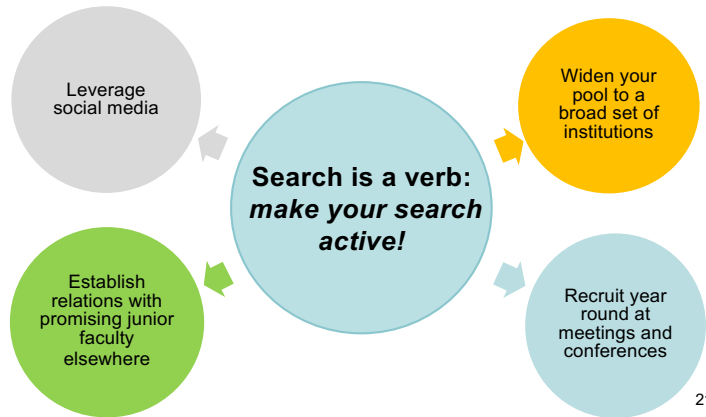 Leverage
social media
Widen your
pool to a
broad set of
institutions
Search is a verb:
make your search
active!
Establish
relations with
promising junior
faculty
elsewhere
Recruit year
round at
meetings and
conferences